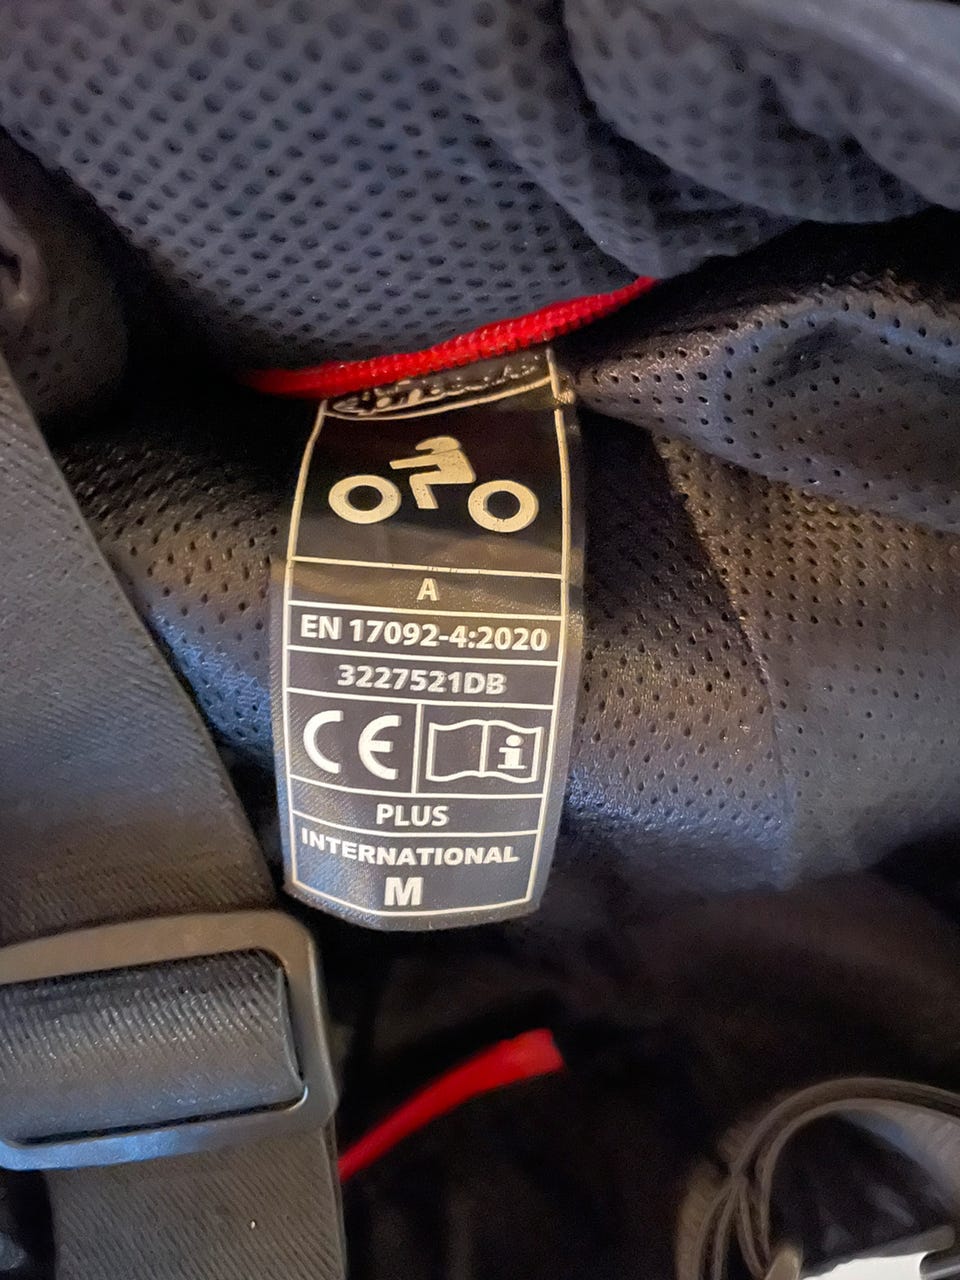 A
EN 17092-4:2020
3227521DB
CE
i
PLUS
INTERNATIONAL
M